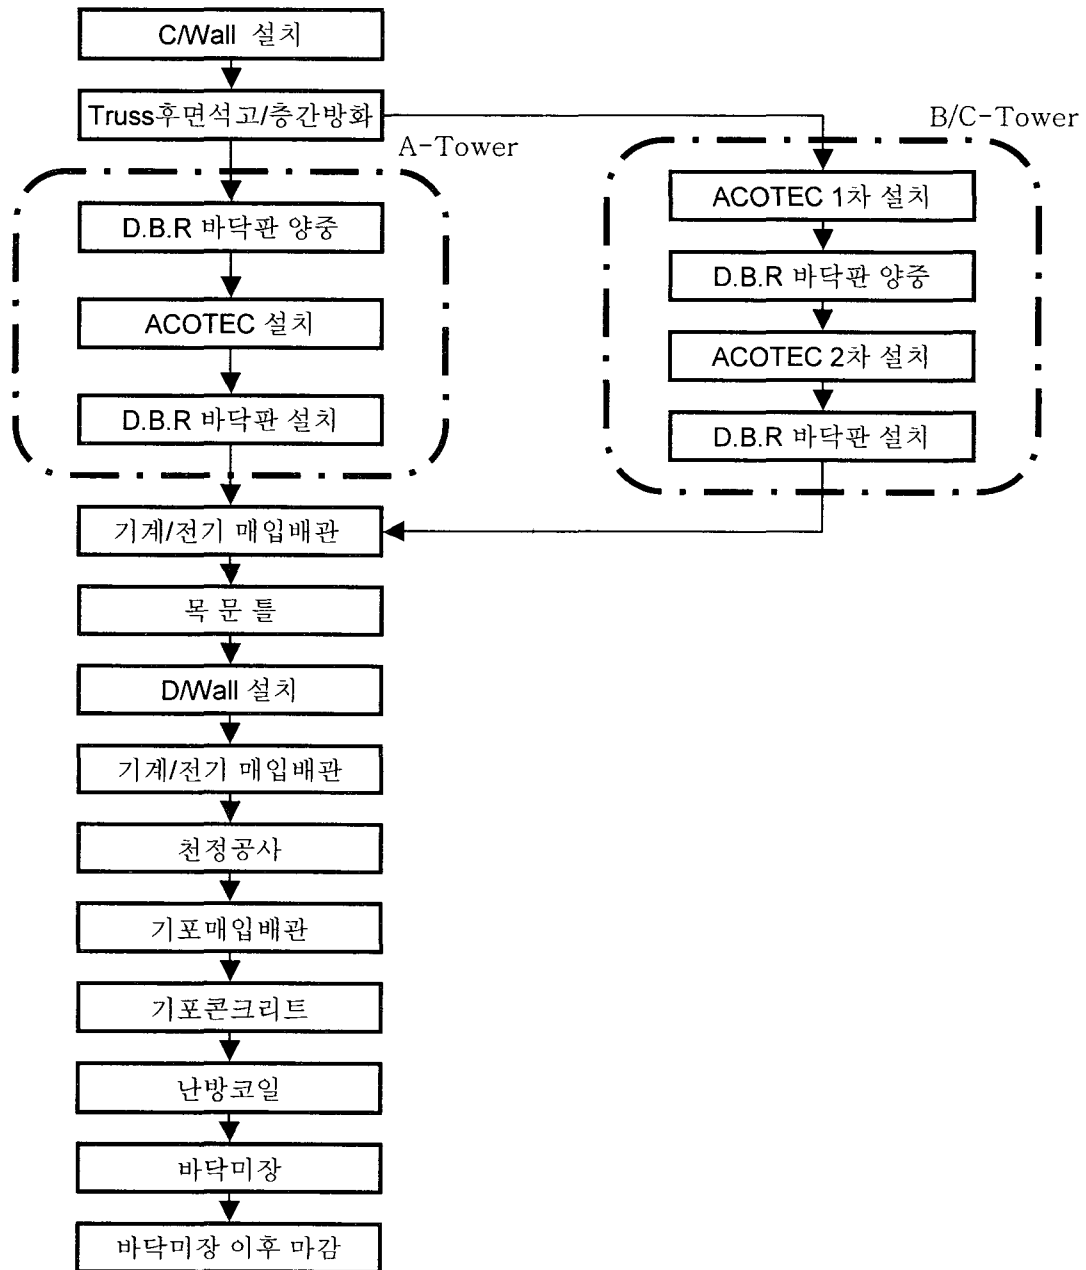 C/Wall 설치
Truss후면석고/층간방화
A-Tower
D.B.R 바닥판 양중
ACOTEC 설치
D.B.R 바닥판 설치
B/C-Tower
ACOTEC 1차 설치
D.B.R 바닥판 양중
ACOTEC 2차 설치
D.B.R 바닥판 설치
기계/전기 매입배관
목 문 틀
D/Wall 설치
기계/전기 매입배관
천정공사
기포매입배관
기포콘크리트
난방코일
바닥미장
바닥미장 이후 마감